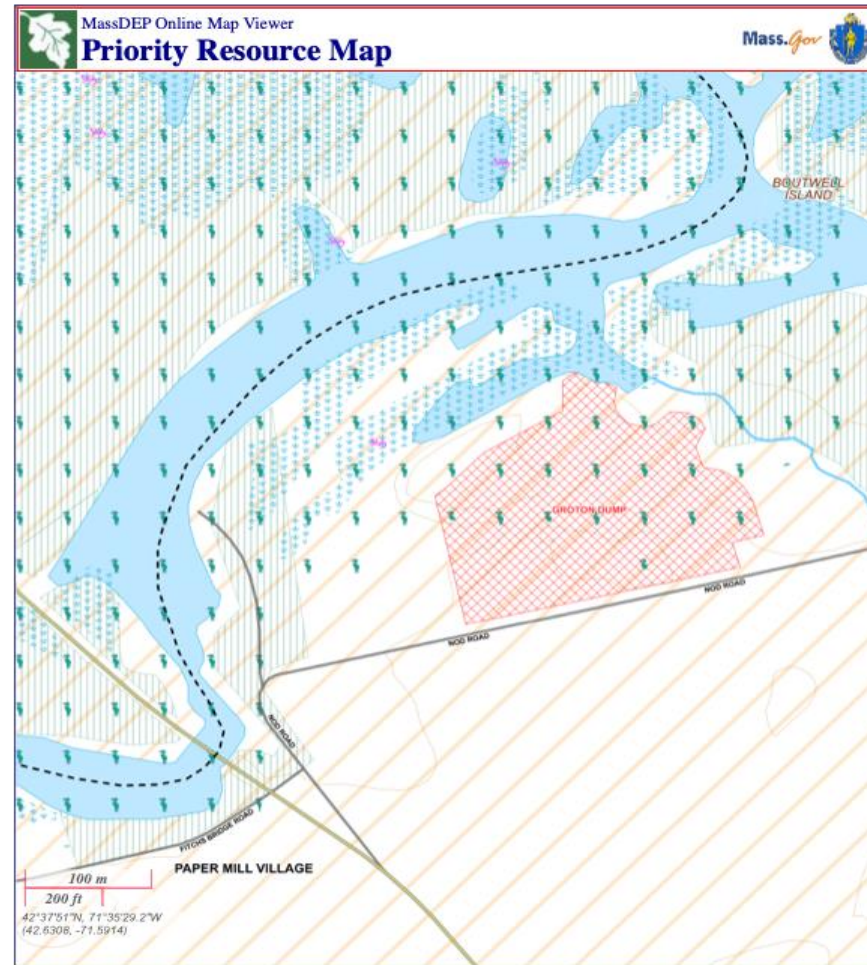 MassDEP Online Map Viewer
Priority Resource Map
Mass.Gov
BOUTWELL
ISLAND
GROTON DUMP
NOD ROAD
NOD ROAD
NOD ROAD
FITCHS BRIDGE ROAD
PAPER MILL VILLAGE
100 m
200 ft
42°37'51"N, 71°35'29.2"W
(42.6308, -71.5914)